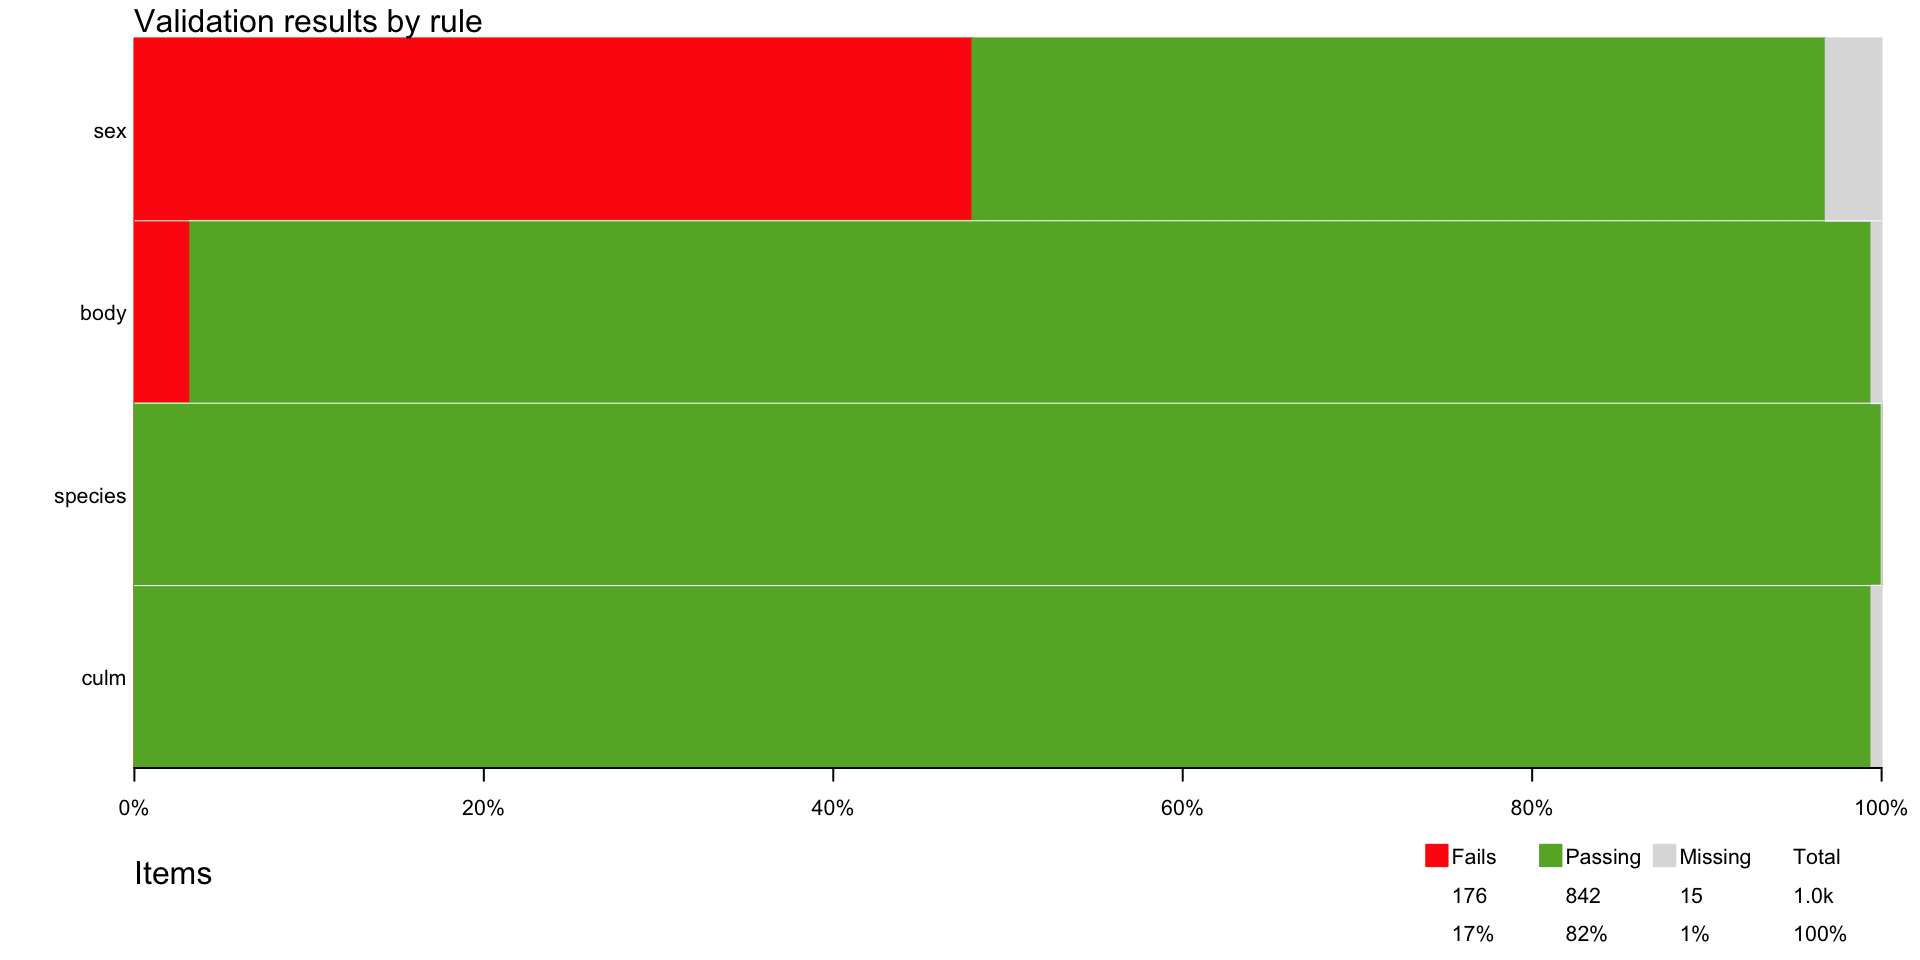 Validation results by rule
sex
body
species
culm
0% 20% 40% 60% 80% 100%
Items
Fails Passing Missing Total
176 842 15 1.0k
17% 82% 1% 100%